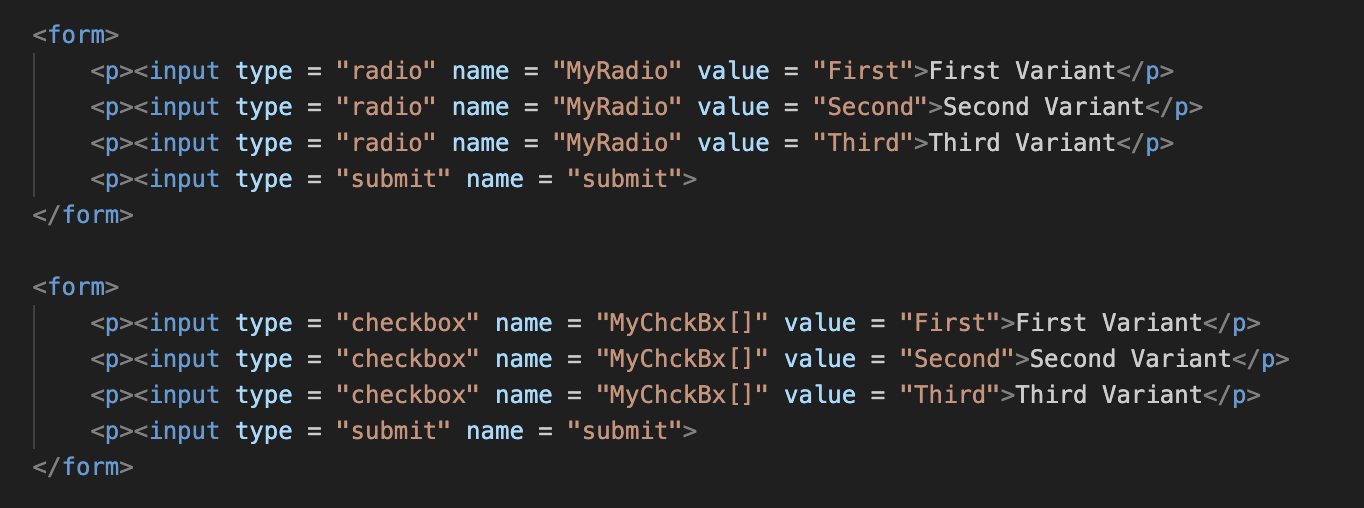 <form>
<p><input type = "radio" name = "MyRadio" value = "First">First Variant</p>
<p><input type = "radio" name = "MyRadio" value = "Second">Second Variant</p>
<p><input type = "radio" name = "MyRadio" value = "Third">Third Variant</p>
<p><input type = "submit" name = "submit">
</form>
<form>
<p><input type = "checkbox" name = "MyChckBx[]" value = "First">First Variant</p>
<p><input type = "checkbox" name = "MyChckBx[]" value = "Second">Second Variant</p>
<p><input type = "checkbox" name = "MyChckBx[]" value = "Third">Third Variant</p>
<p><input type = "submit" name = "submit">
</form>